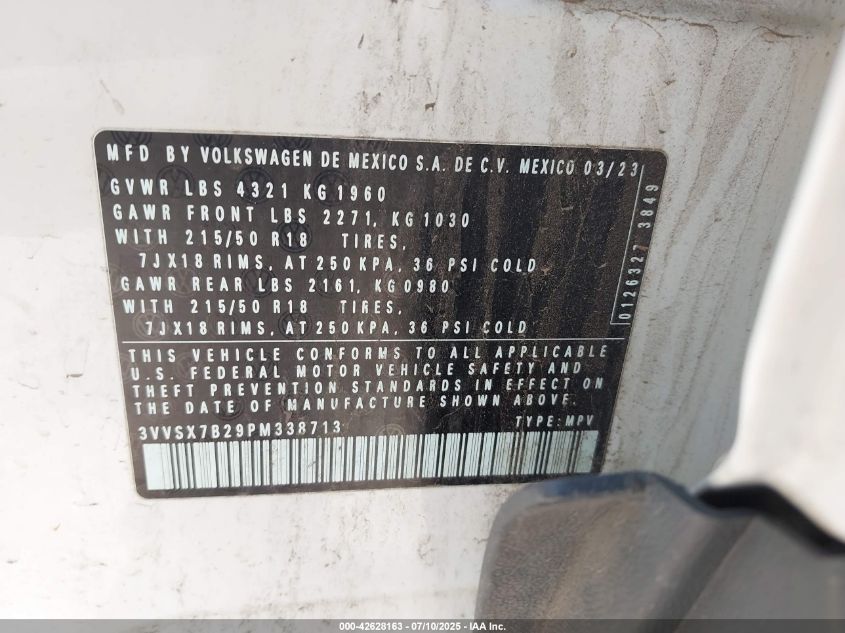 MFD BY VOLKSWAGEN DE MEXICO S.A. DE C.V. MEXICO 03/23
GVWR LBS 4321 KG 1960
GAWR FRONT LBS 2271, KG 1030
WITH 215/50 R18 TIRES,
7JX18 RIMS, AT 250 KPA, 36 PSI COLD
GAWR REAR LBS 2161, KG 0980
WITH 215/50 R18 TIRES,
7JX18 RIMS, AT 250 KPA, 36 PSI COLD
0126327 3849
THIS VEHICLE CONFORMS TO ALL APPLICABLE
U.S. FEDERAL MOTOR VEHICLE SAFETY AND
THEFT PREVENTION STANDARDS IN EFFECT ON
THE DATE OF MANUFACTURE SHOWN ABOVE.
3VVSX7B29PM338713 TYPE: MPV
000-42628163 - 07/10/2025 - IAA Inc.